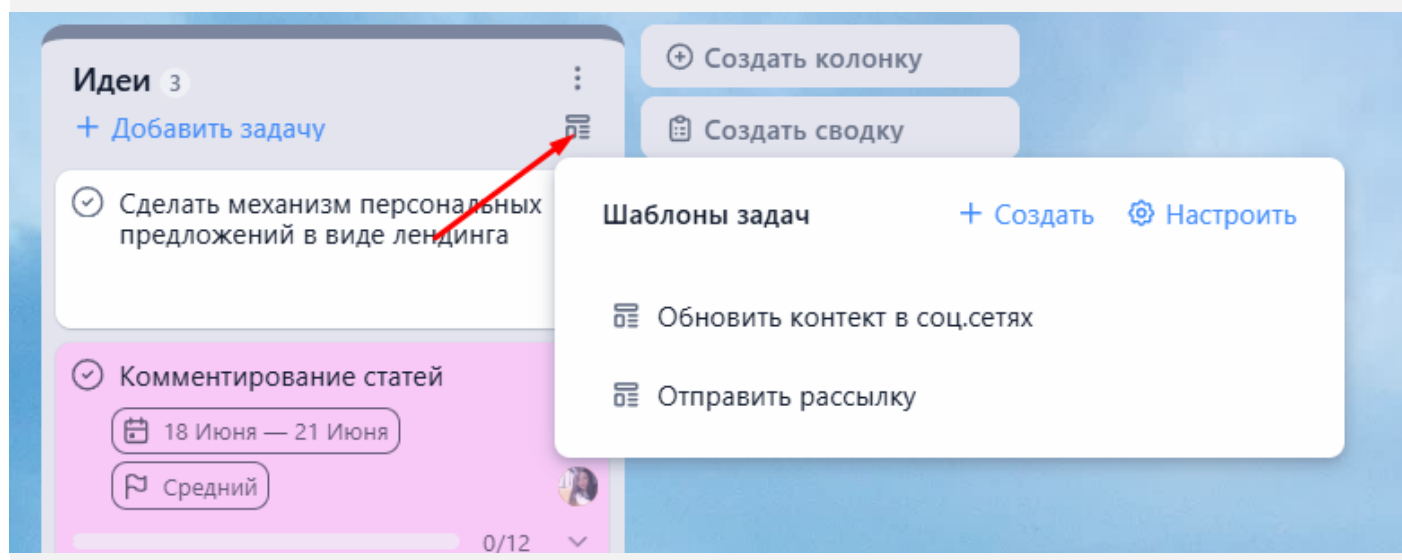 Идеи 3
+ Добавить задачу
Создать колонку
Создать сводку
Сделать механизм персональных
предложений в виде лендинга
Шаблоны задач + Создать Настроить
Обновить контект в соц.сетях
Отправить рассылку
Комментирование статей
18 Июня — 21 Июня
Средний
0/12